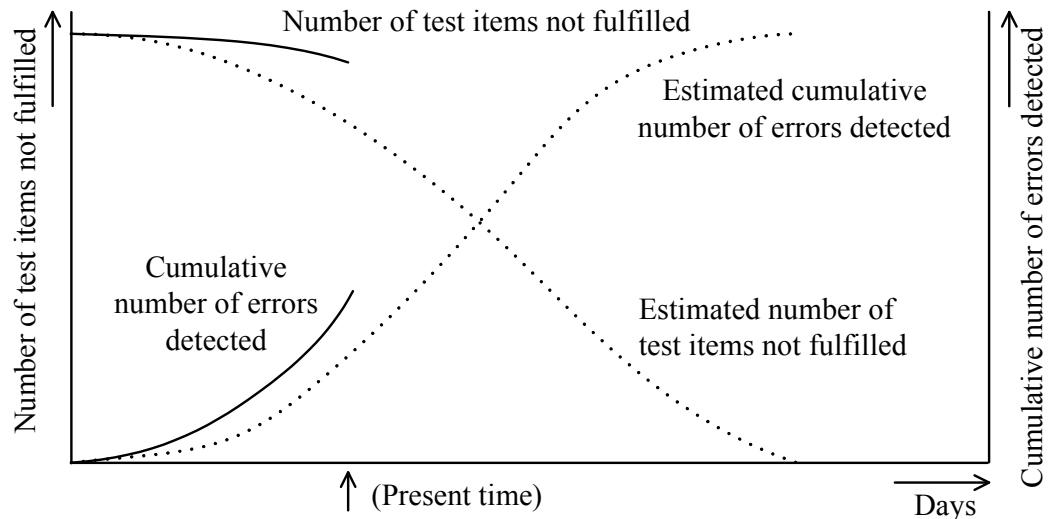 Number of test items not fulfilled
Number of test items not fulfilled
Estimated cumulative
number of errors detected
Cumulative number of errors detected
Cumulative
number of errors
detected
Estimated number of
test items not fulfilled
(Present time)
Days